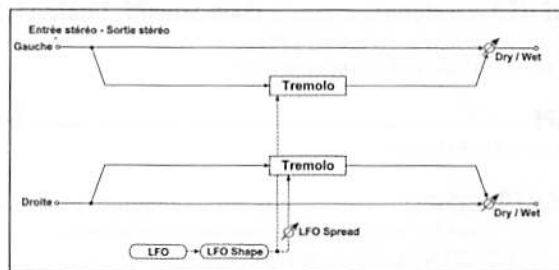 Entrée stéréo - Sortie stéréo
Gauche
Dry / Wet
Tremolo
Tremolo
Droite
Dry / Wet
LFO Spread
LFO
LFO Shape